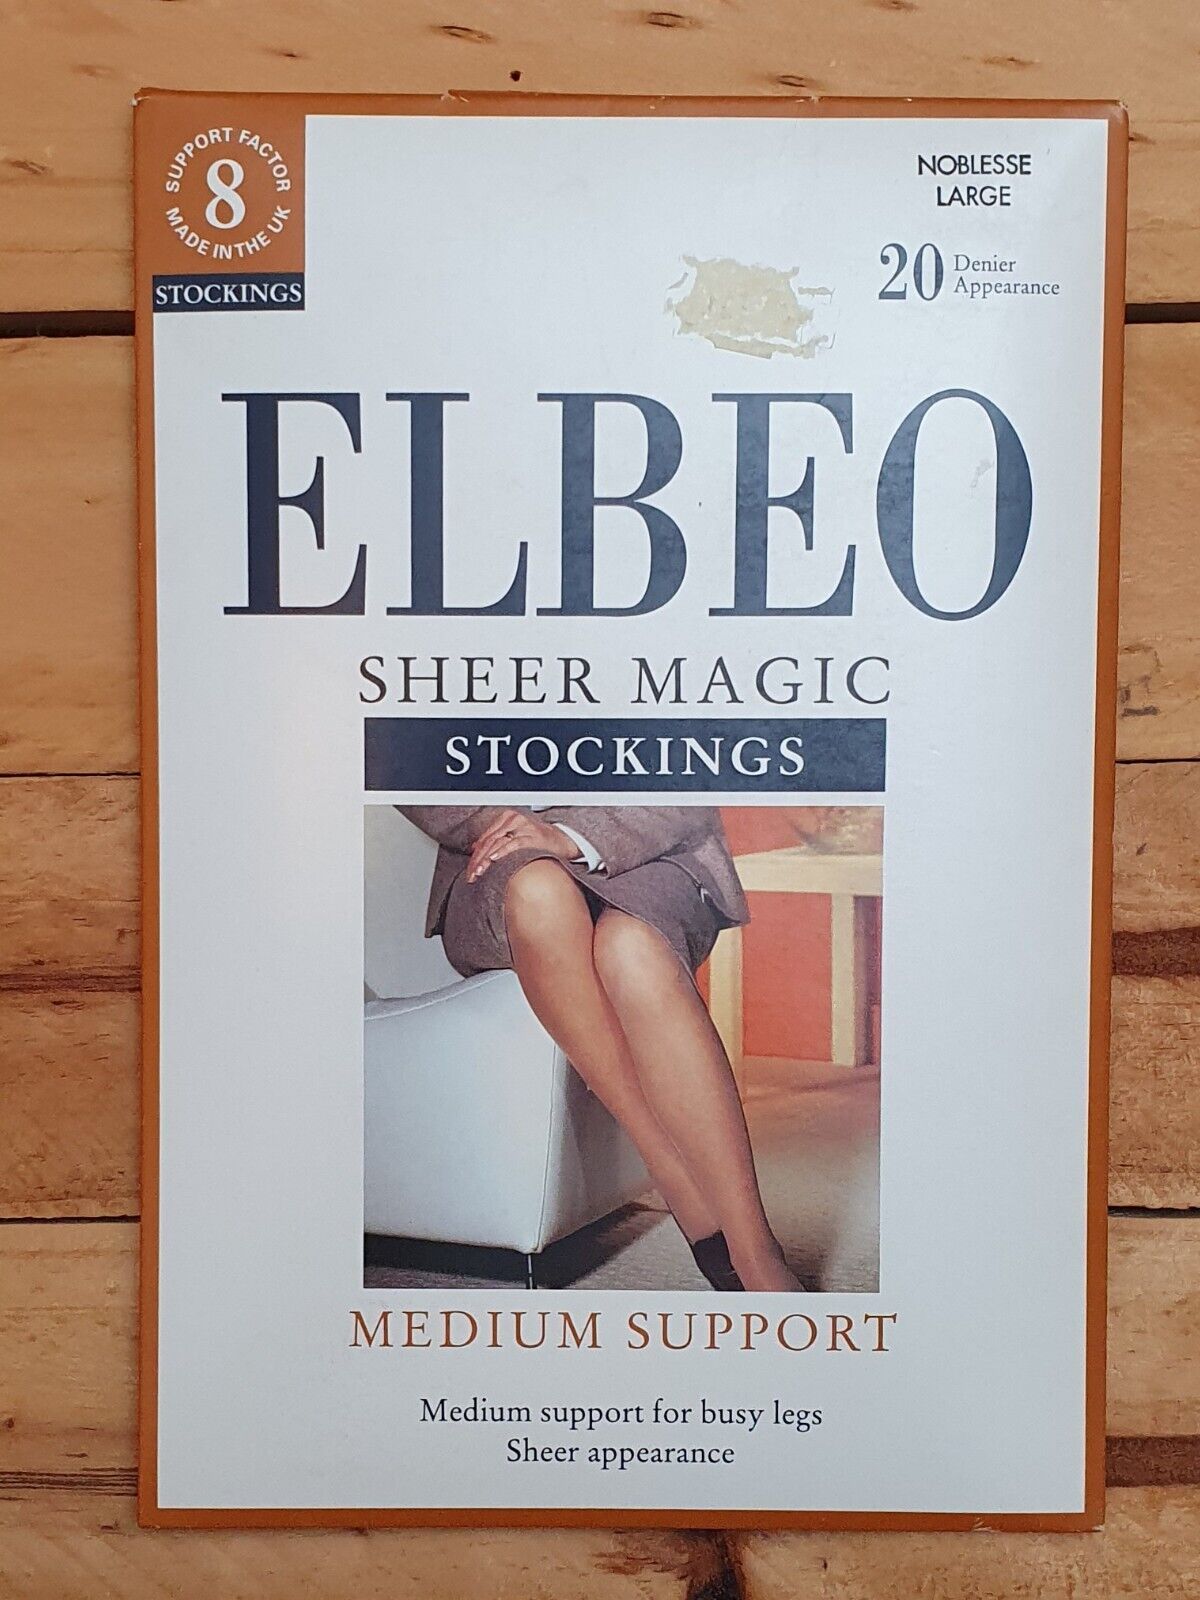 SUPPORT FACTOR
8
MADE IN THE UK
STOCKINGS
NOBLESSE
LARGE
20 Denier
Appearance
ELBEO
SHEER MAGIC
STOCKINGS
MEDIUM SUPPORT
Medium support for busy legs
Sheer appearance